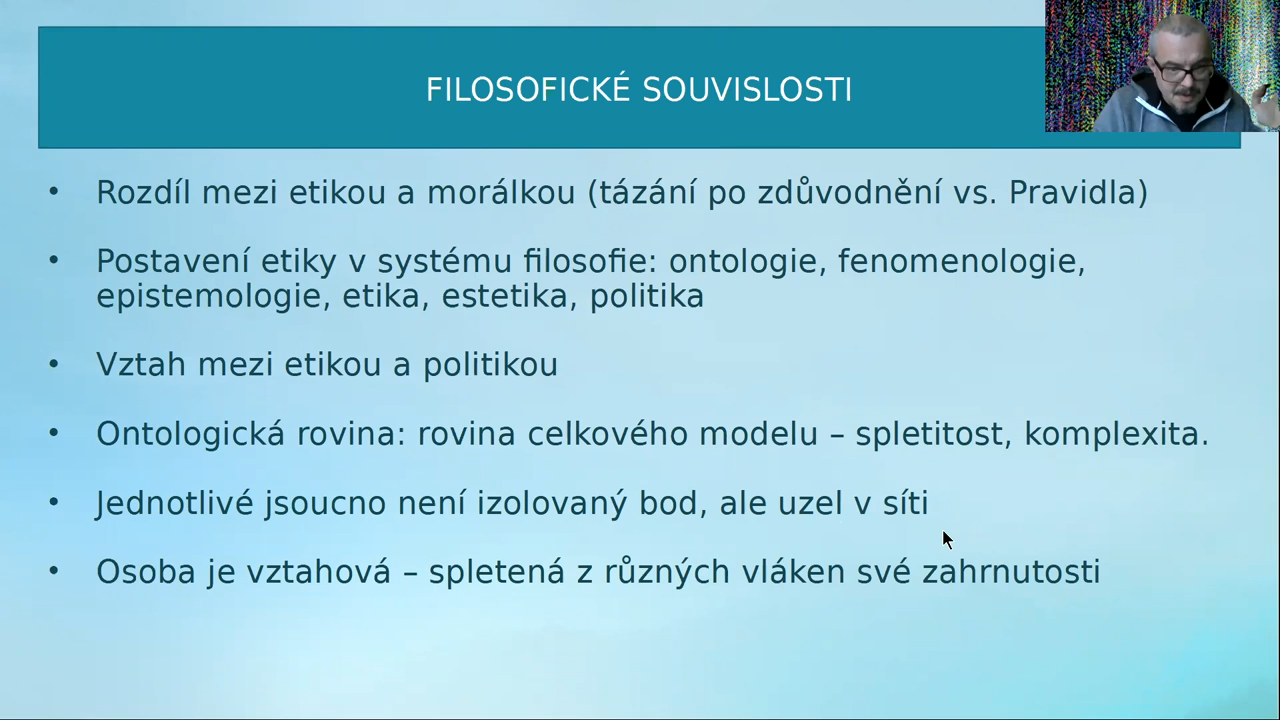 FILOSOFICKÉ SOUVISLOSTI
• Rozdíl mezi etikou a morálkou (tázání po zdůvodnění vs. Pravidla)
• Postavení etiky v systému filosofie: ontologie, fenomenologie,
epistemologie, etika, estetika, politika
• Vztah mezi etikou a politikou
• Ontologická rovina: rovina celkového modelu – spletitost, komplexita.
• Jednotlivé jsoucno není izolovaný bod, ale uzel v síti
• Osoba je vztahová – spletená z různých vláken své zahrnutosti